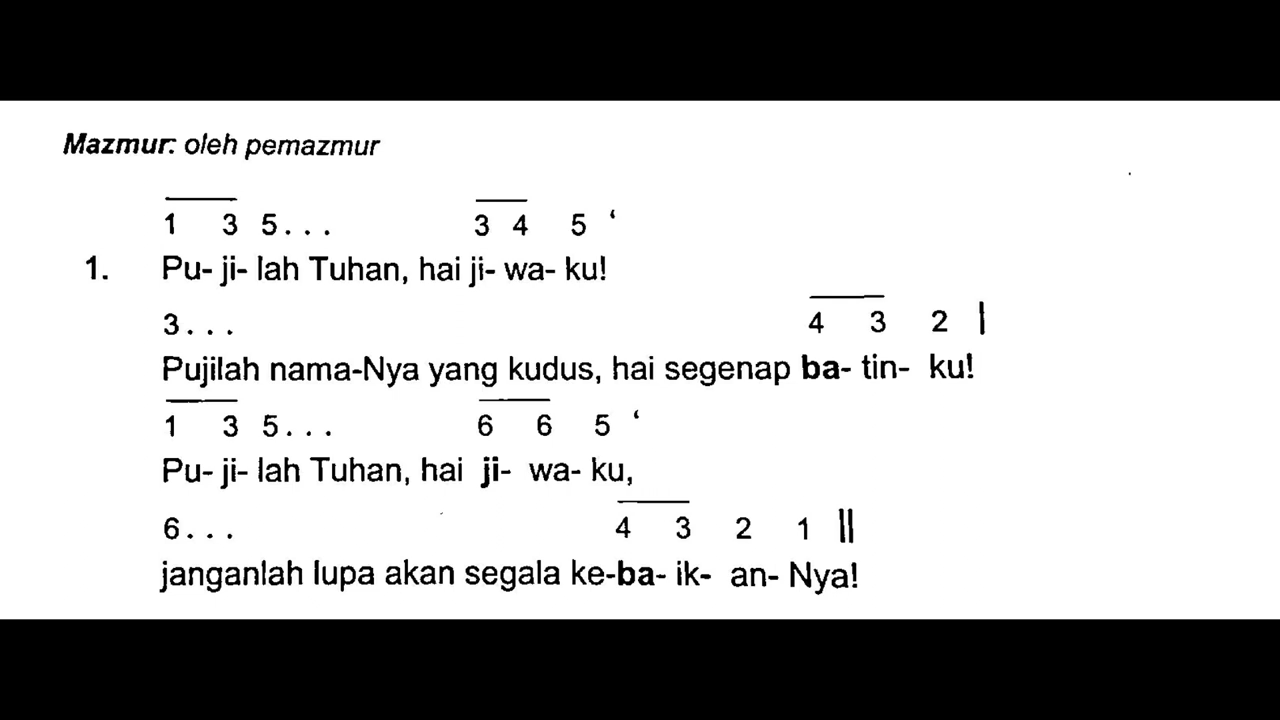 Mazmur: oleh pemazmur
1 3 5... 3 4 5 ‘
1. Pu- ji- lah Tuhan, hai ji- wa- ku!
3... 4 3 2 |
Pujilah nama-Nya yang kudus, hai segenap ba- tin- ku!
1 3 5... 6 6 5 ‘
Pu- ji- lah Tuhan, hai ji- wa- ku,
6... 4 3 2 1 ||
janganlah lupa akan segala ke-ba- ik- an- Nya!